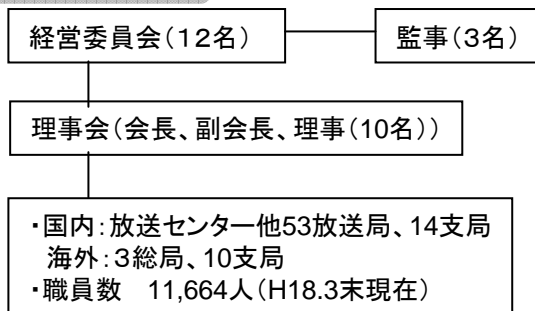 経営委員会(12名)
監事(3名)
理事会(会長、副会長、理事(10名))
・国内:放送センター他53放送局、14支局
海外:3総局、10支局
・職員数 11,664人(H18.3末現在)